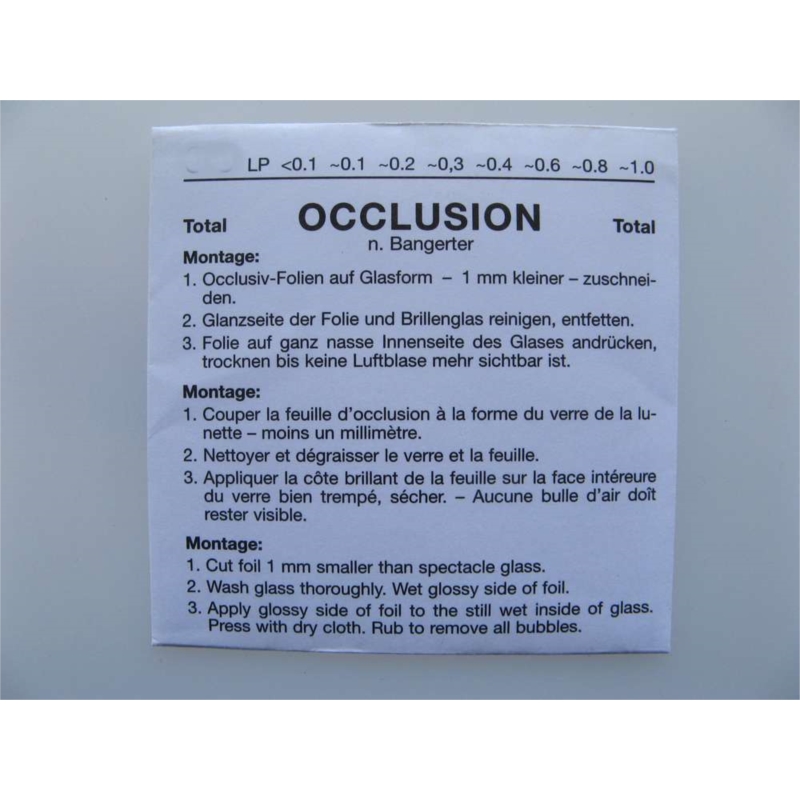 LP <0.1 ~0.1 ~0.2 ~0,3 ~0.4 ~0.6 ~0.8 ~1.0
Total OCCLUSION Total
n. Bangerter
Montage:
1. Occlusiv-Folien auf Glasform – 1 mm kleiner – zuschnei-
den.
2. Glanzseite der Folie und Brillenglas reinigen, entfetten.
3. Folie auf ganz nasse Innenseite des Glases andrücken,
trocknen bis keine Luftblase mehr sichtbar ist.
Montage:
1. Couper la feuille d'occlusion à la forme du verre de la lu-
nette – moins un millimètre.
2. Nettoyer et dégraisser le verre et la feuille.
3. Appliquer la côte brillant de la feuille sur la face intéreure
du verre bien trempé, sécher. – Aucune bulle d'air doît
rester visible.
Montage:
1. Cut foil 1 mm smaller than spectacle glass.
2. Wash glass thoroughly. Wet glossy side of foil.
3. Apply glossy side of foil to the still wet inside of glass.
Press with dry cloth. Rub to remove all bubbles.